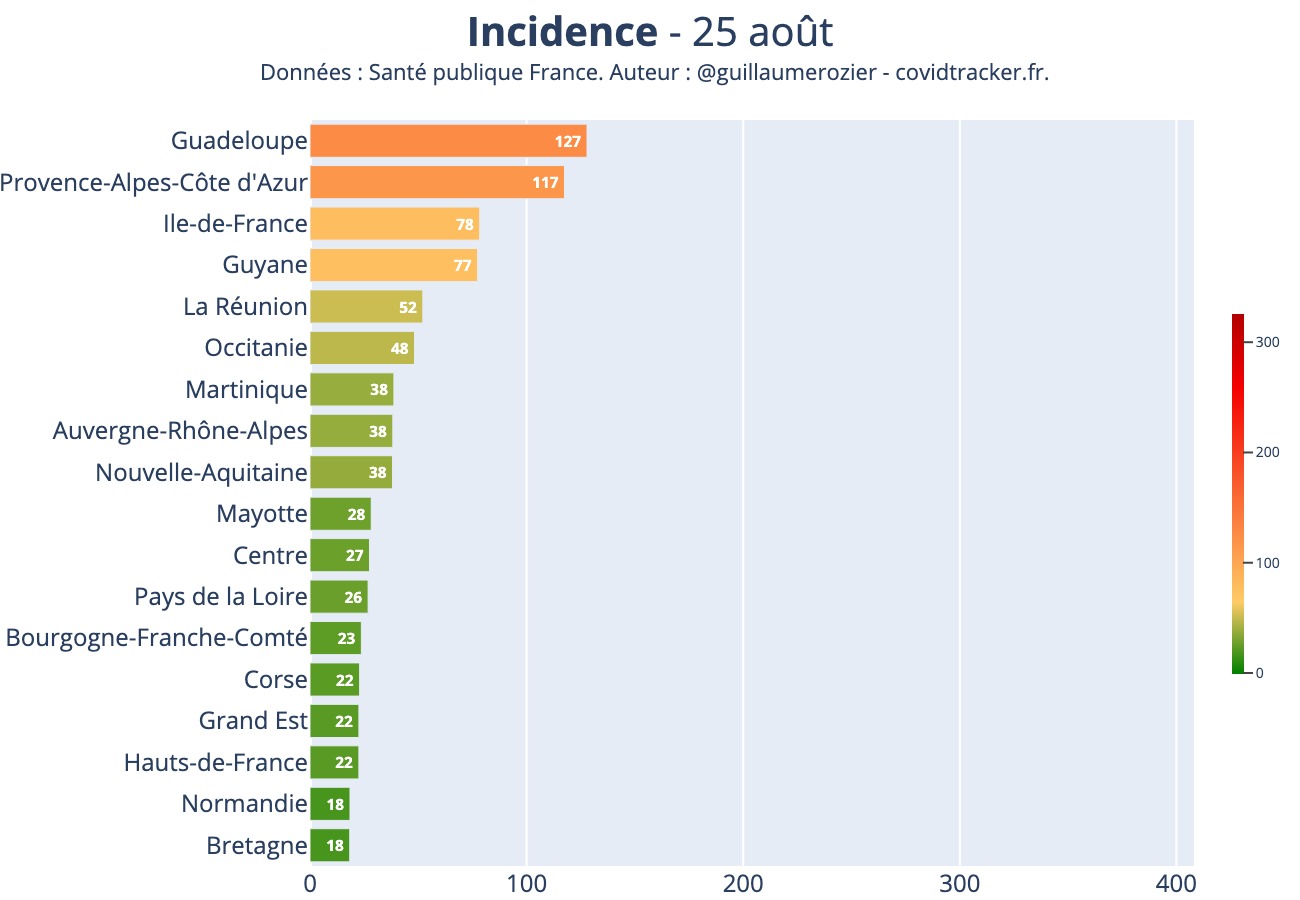 Incidence - 25 août
Données : Santé publique France. Auteur : @guillaumerozier - covidtracker.fr.
Guadeloupe 127
Provence-Alpes-Côte d'Azur 117
Ile-de-France 78
Guyane 77
La Réunion 52
Occitanie 48
Martinique 38
Auvergne-Rhône-Alpes 38
Nouvelle-Aquitaine 38
Mayotte 28
Centre 27
Pays de la Loire 26
Bourgogne-Franche-Comté 23
Corse 22
Grand Est 22
Hauts-de-France 22
Normandie 18
Bretagne 18
0 100 200 300 400
300
200
100
0